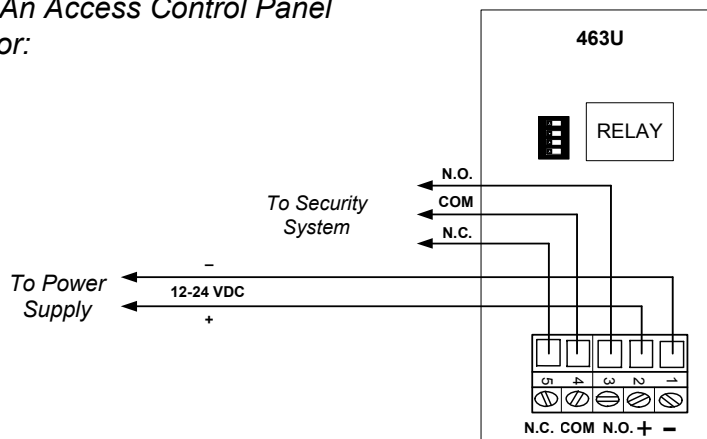 An Access Control Panel
or:
463U
RELAY
N.O.
To Security
System
COM
N.C.
To Power
Supply
–
12-24 VDC
+
5 4 3 2 1
N.C. COM N.O. + –